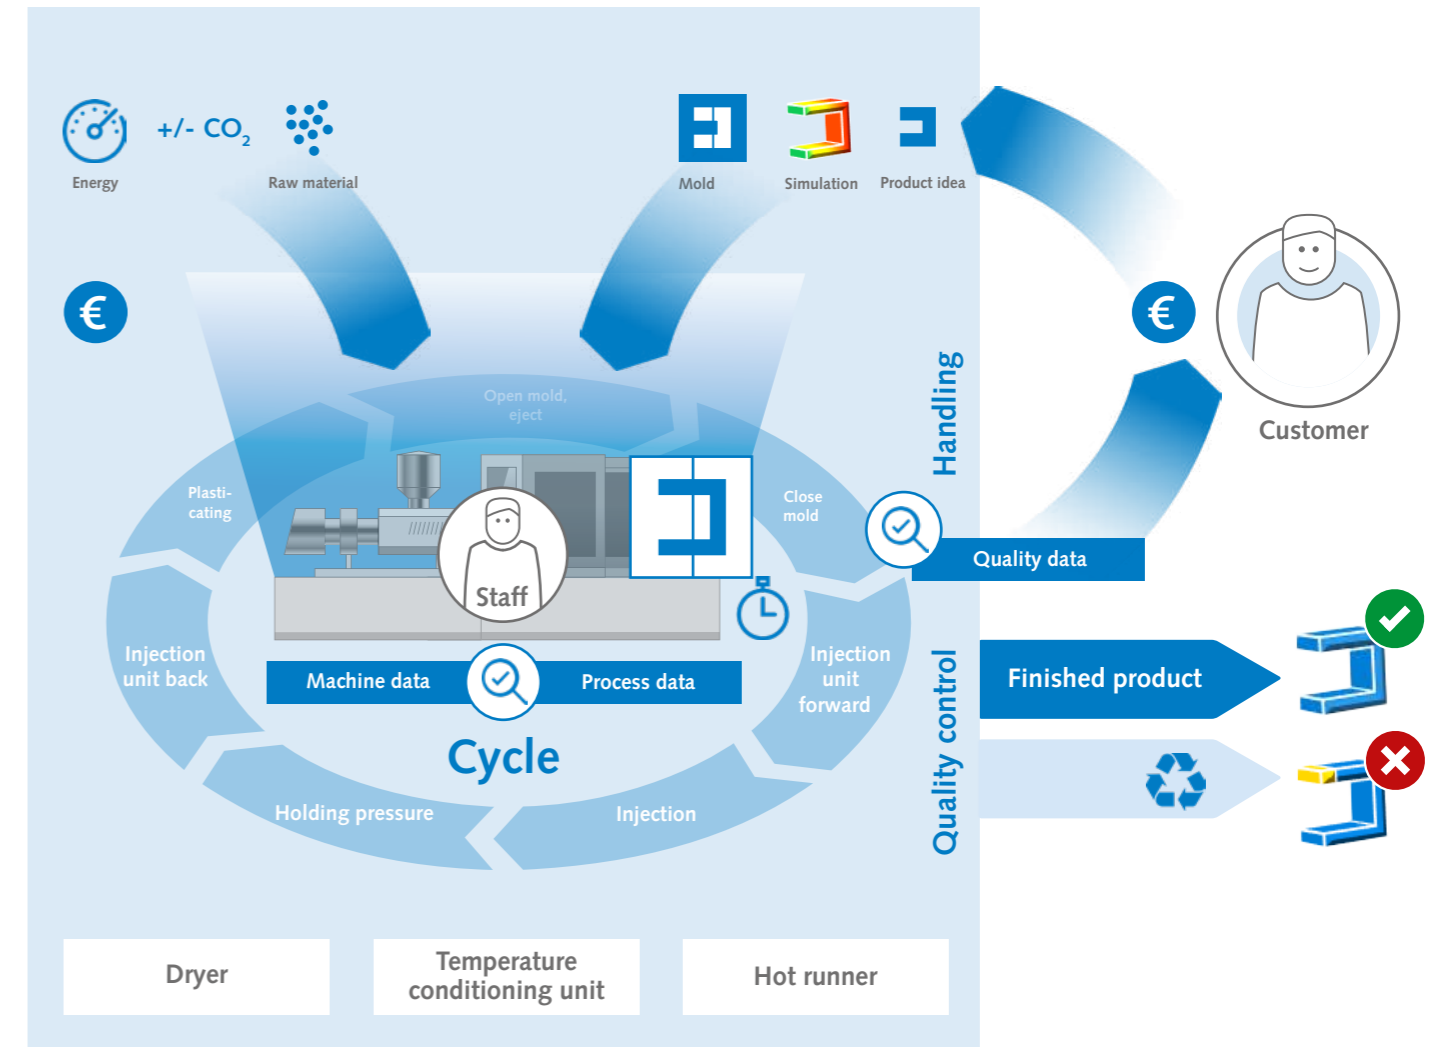 +/- CO₂
Energy
Raw material
Mold
Simulation
Product idea
€
€
Customer
Handling
Open mold,
eject
Plasti-
cating
Close
mold
Staff
Quality data
Injection
unit back
Machine data
Process data
Injection
unit
forward
Finished product
Quality control
Cycle
Holding pressure
Injection
Dryer
Temperature
conditioning unit
Hot runner